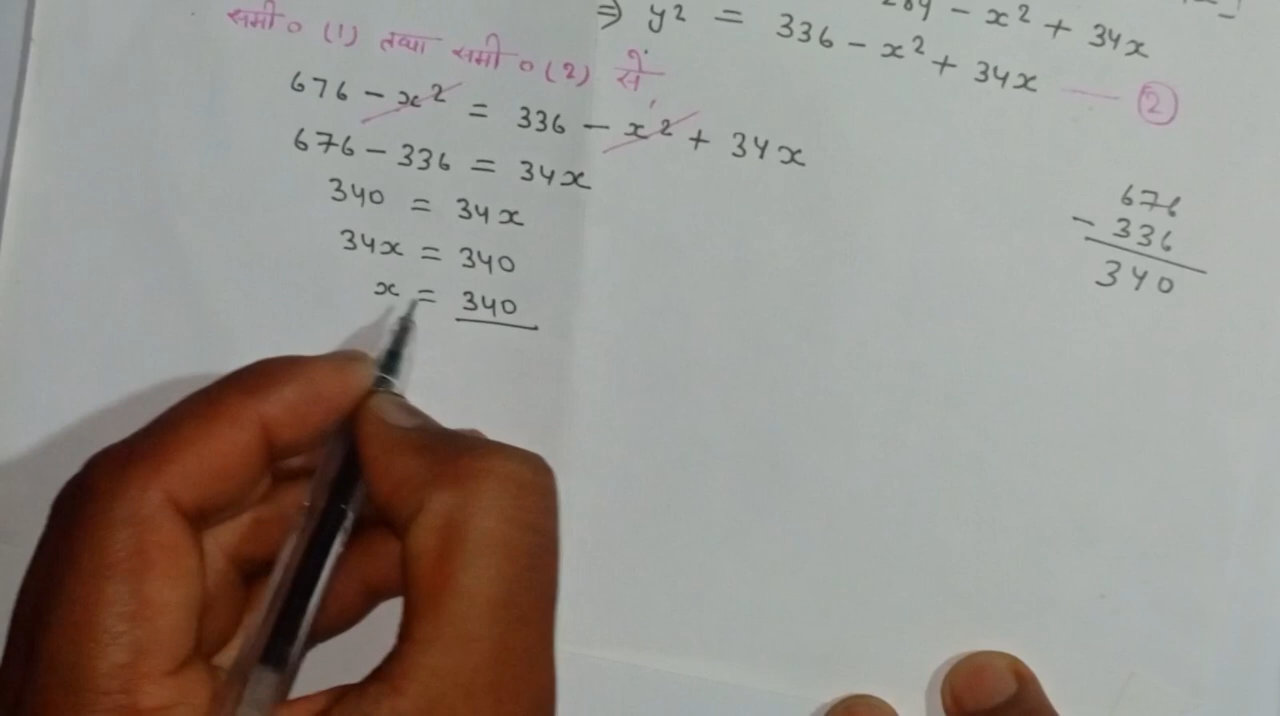 - x² + 34x
⇒ y² = 336 - x² + 34x — ②
समी० (1) तथा समी० (2) से
676 - x² = 336 - x² + 34x
676 - 336 = 34x
340 = 34x
34x = 340
x = 340
676
- 336
340